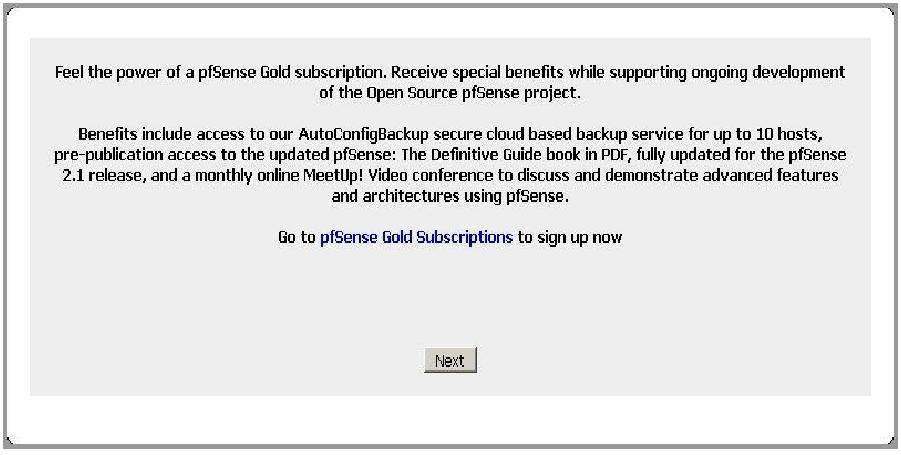 Feel the power of a pfSense Gold subscription. Receive special benefits while supporting ongoing development
of the Open Source pfSense project.
Benefits include access to our AutoConfigBackup secure cloud based backup service for up to 10 hosts,
pre-publication access to the updated pfSense: The Definitive Guide book in PDF, fully updated for the pfSense
2.1 release, and a monthly online MeetUp! Video conference to discuss and demonstrate advanced features
and architectures using pfSense.
Go to pfSense Gold Subscriptions to sign up now
Next